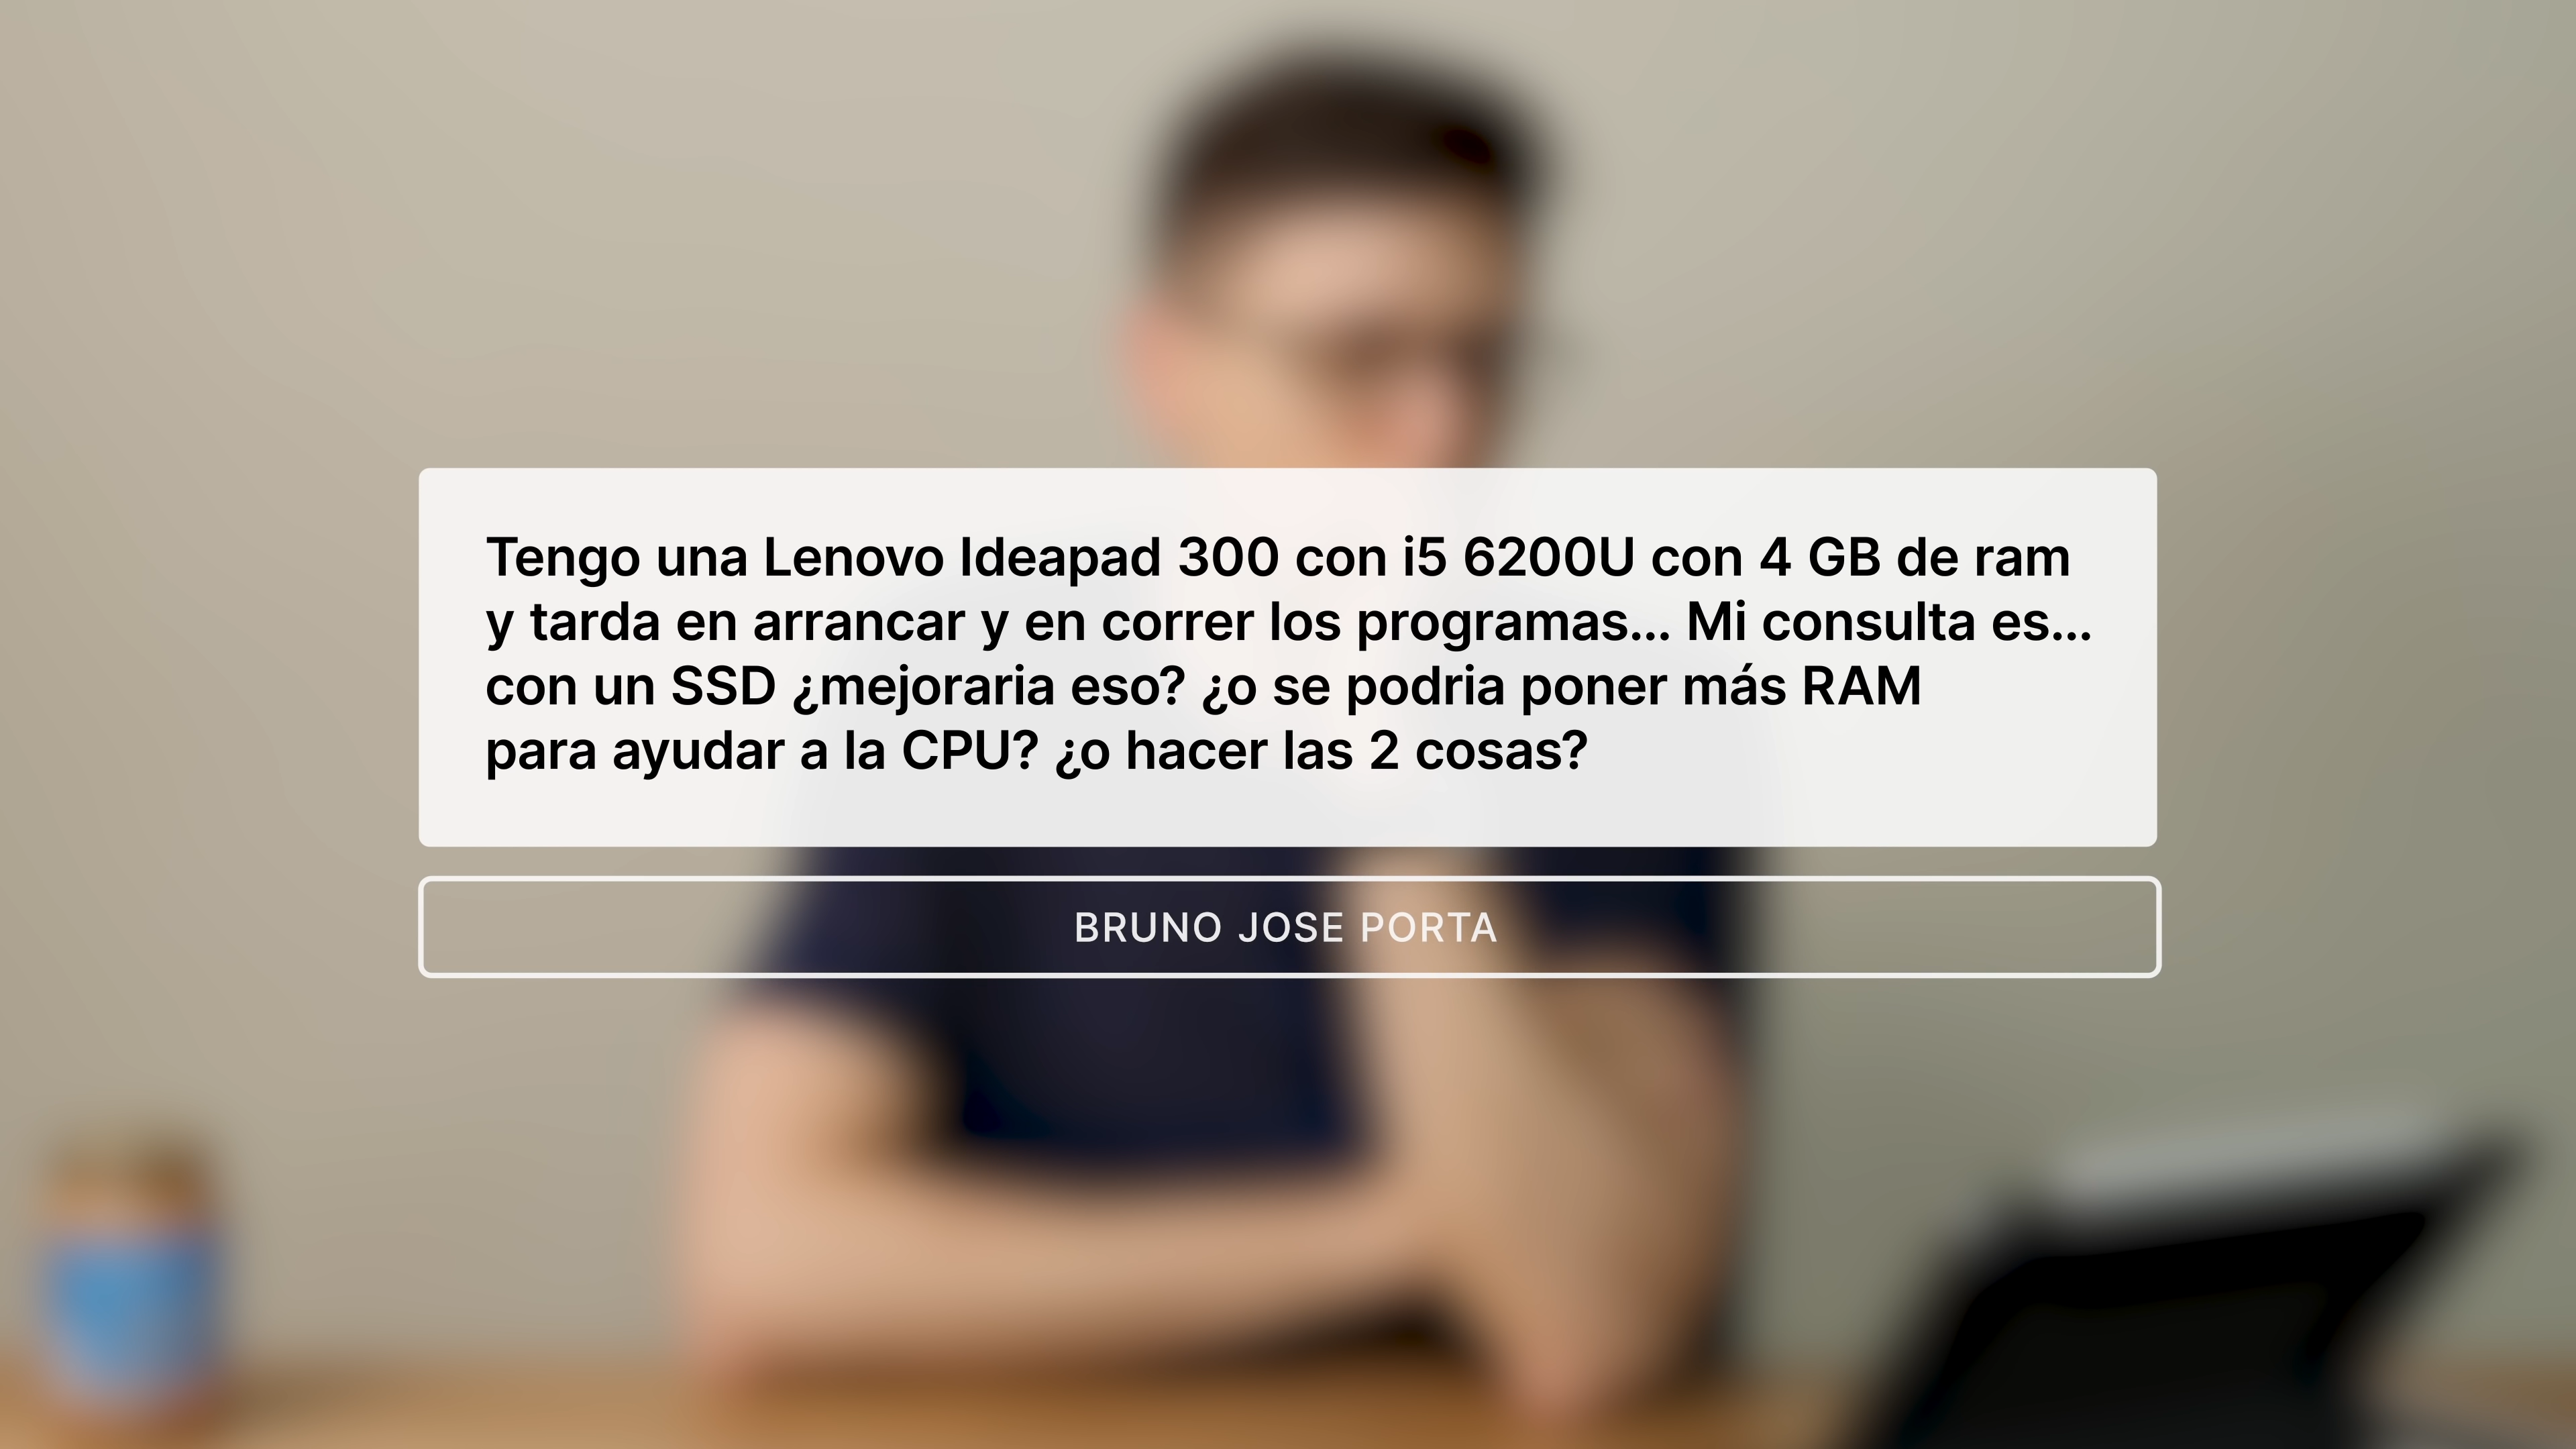 Tengo una Lenovo Ideapad 300 con i5 6200U con 4 GB de ram
y tarda en arrancar y en correr los programas... Mi consulta es...
con un SSD ¿mejoraria eso? ¿o se podria poner más RAM
para ayudar a la CPU? ¿o hacer las 2 cosas?
BRUNO JOSE PORTA